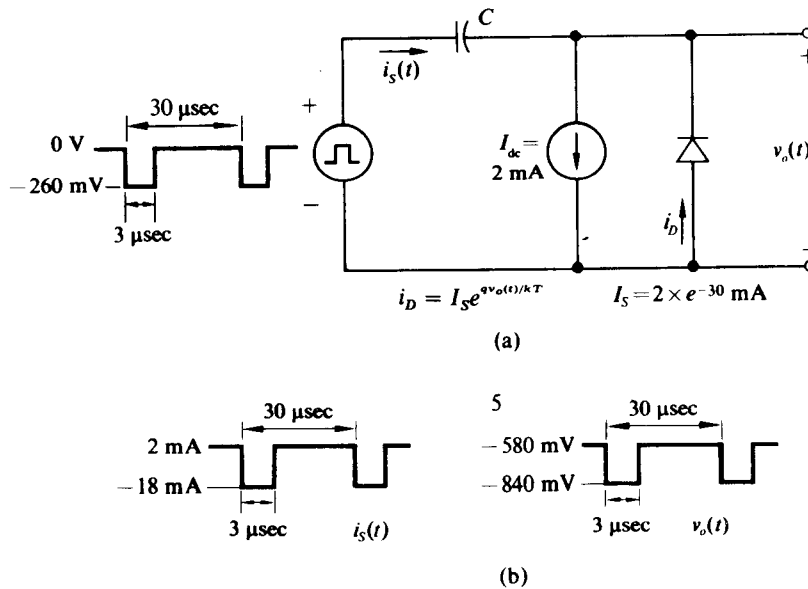 C
i_S(t)
30 μsec
0 V
−260 mV
3 μsec
+
−
I_dc =
2 mA
i_D
+
v_o(t)
−
i_D = I_S e^{qv_o(t)/kT}
I_S = 2 × e^{−30} mA
(a)
30 μsec
2 mA
−18 mA
3 μsec
i_S(t)
5
30 μsec
−580 mV
−840 mV
3 μsec
v_o(t)
(b)